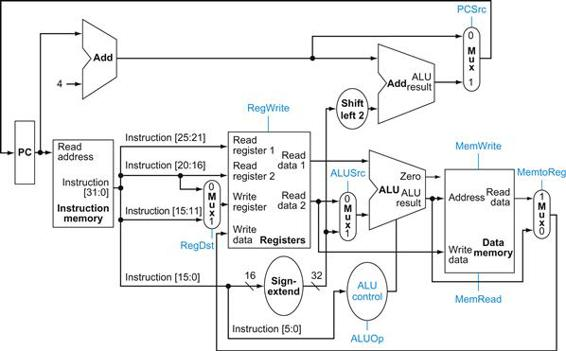 PCSrc
0
Mux
1
Add
4
Add ALU
result
Shift
left 2
PC
Read
address
Instruction
[31:0]
Instruction
memory
Instruction [25:21]
Instruction [20:16]
Instruction [15:11]
Instruction [15:0]
Instruction [5:0]
0
Mux
1
RegDst
RegWrite
Read
register 1
Read
register 2
Write
register
Write
data
Read
data 1
Read
data 2
Registers
16
Sign-
extend
32
ALUSrc
0
Mux
1
Zero
ALU ALU
result
ALU
control
ALUOp
MemWrite
Address
Read
data
Write
data
Data
memory
MemRead
MemtoReg
1
Mux
0